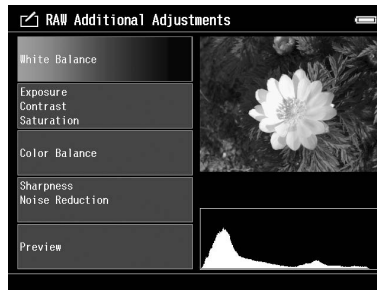 RAW Additional Adjustments
White Balance
Exposure
Contrast
Saturation
Color Balance
Sharpness
Noise Reduction
Preview